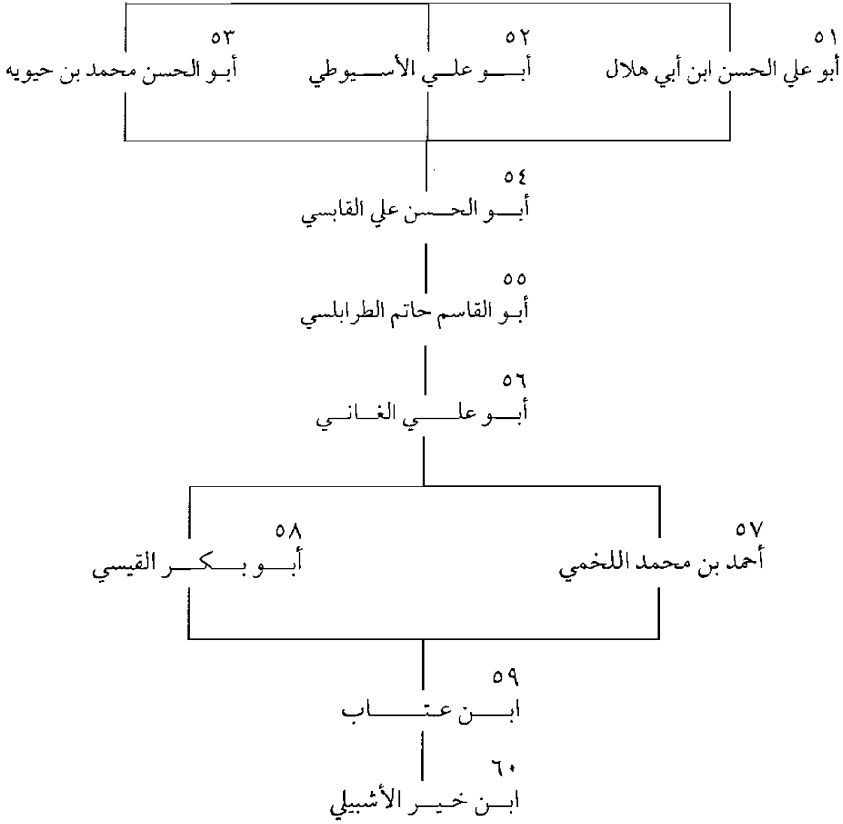 ٥١ ٥٢ ٥٣
أبو علي الحسن ابن أبي هلال أبو علي الأسيوطي أبو الحسن محمد بن حيويه
٥٤
أبو الحسن علي القابسي
٥٥
أبو القاسم حاتم الطرابلسي
٥٦
أبو علي الغاني
٥٧ ٥٨
أحمد بن محمد اللخمي أبو بكر القيسي
٥٩
ابن عتاب
٦٠
ابن خير الأشبيلي